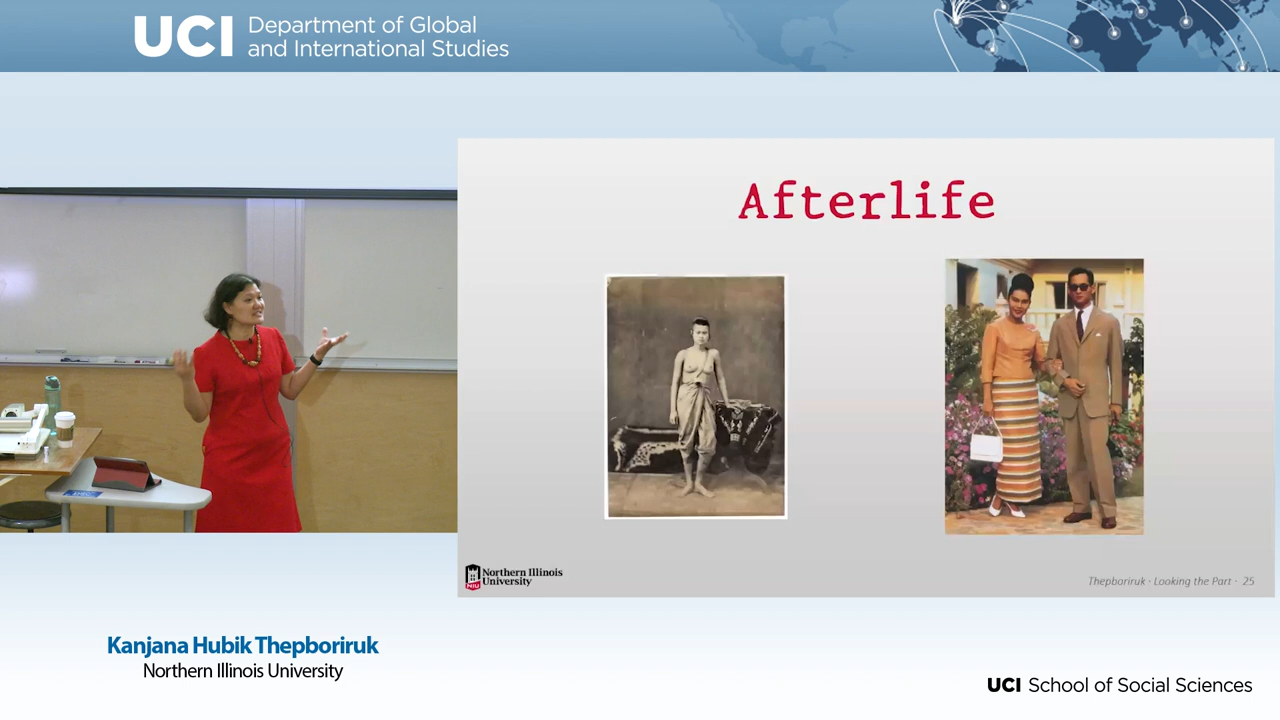 UCI Department of Global
and International Studies
Afterlife
NIU
Northern Illinois
University
Thepboriruk · Looking the Part · 25
Kanjana Hubik Thepboriruk
Northern Illinois University
UCI School of Social Sciences